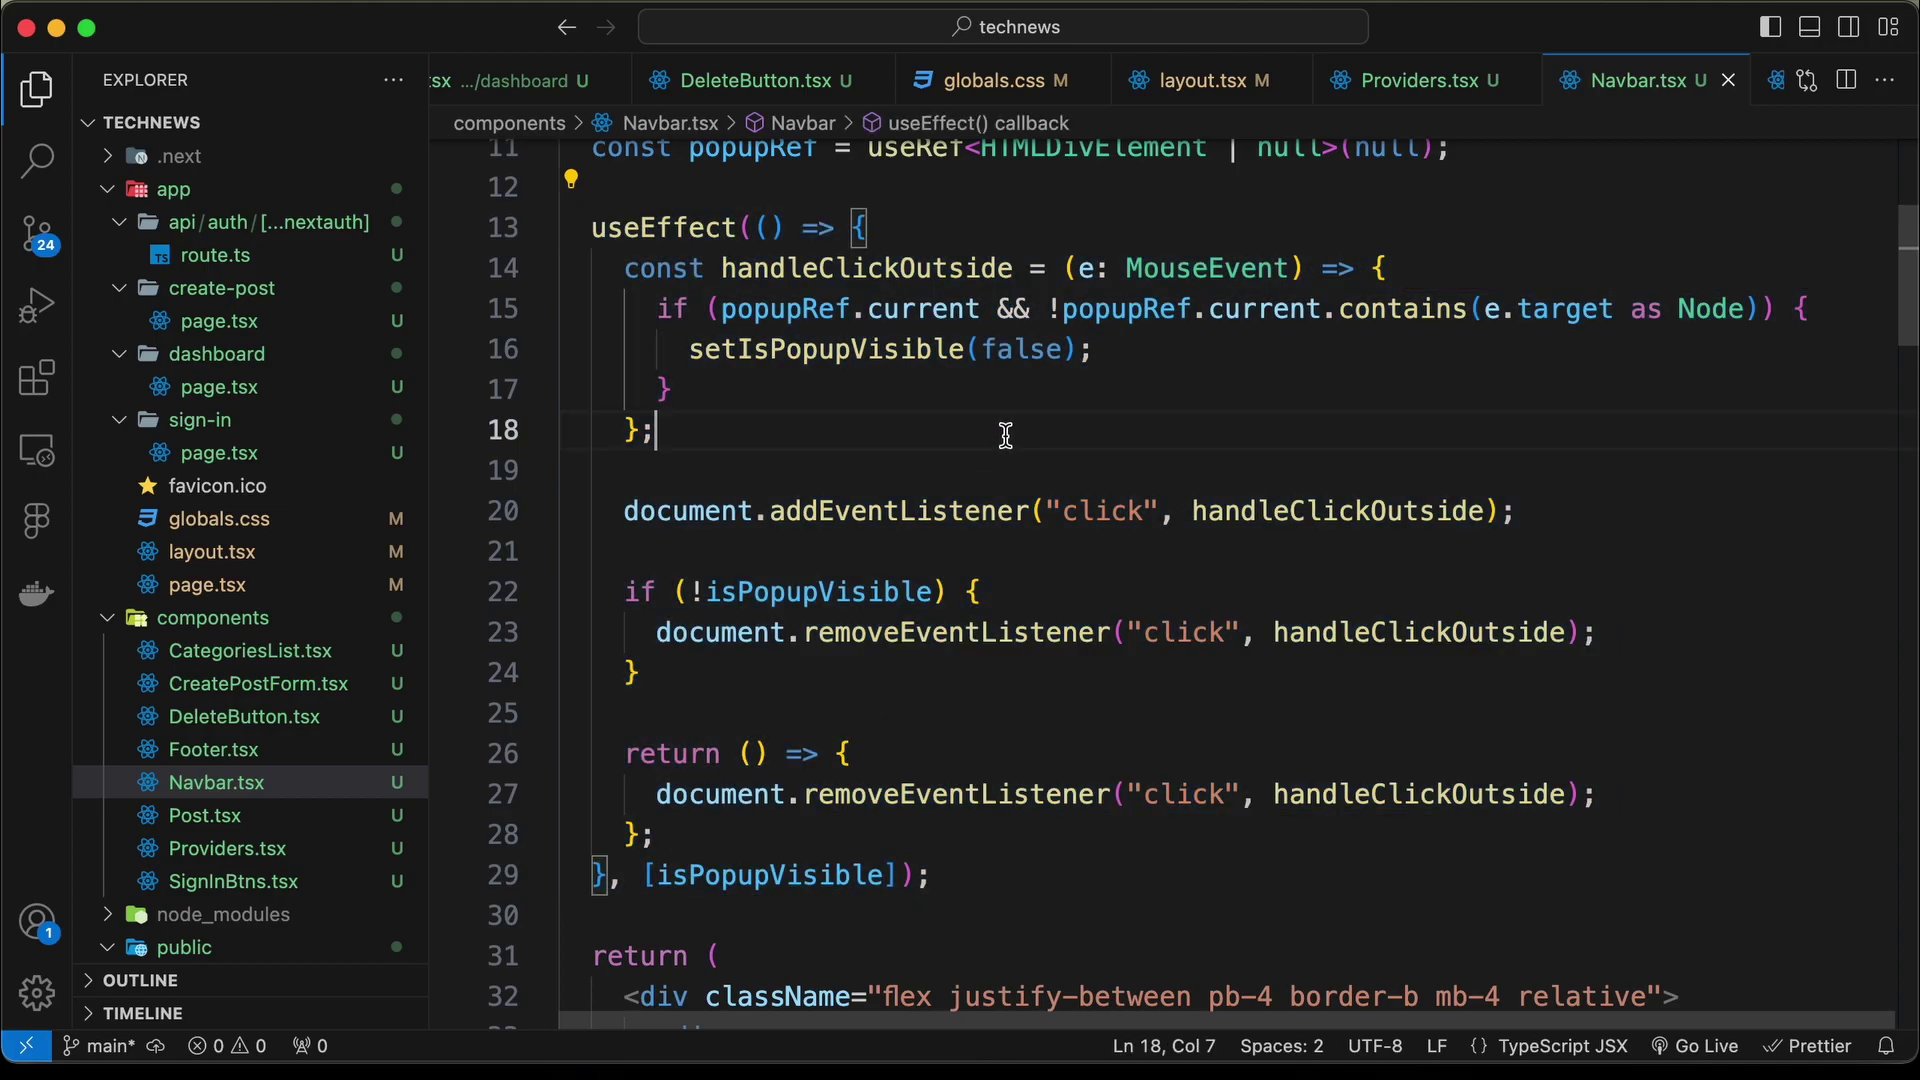 technews
EXPLORER
TECHNEWS
.next
app
api/auth/[...nextauth]
route.ts U
create-post
page.tsx U
dashboard
page.tsx U
sign-in
page.tsx U
favicon.ico
globals.css M
layout.tsx M
page.tsx M
components
CategoriesList.tsx U
CreatePostForm.tsx U
DeleteButton.tsx U
Footer.tsx U
Navbar.tsx U
Post.tsx U
Providers.tsx U
SignInBtns.tsx U
node_modules
public
OUTLINE
TIMELINE
24
1
tsx .../dashboard U
DeleteButton.tsx U
globals.css M
layout.tsx M
Providers.tsx U
Navbar.tsx U
components > Navbar.tsx > Navbar > useEffect() callback
11 const popupRef = useRef<HTMLDivElement | null>(null);
12
13 useEffect(() => {
14 const handleClickOutside = (e: MouseEvent) => {
15 if (popupRef.current && !popupRef.current.contains(e.target as Node)) {
16 setIsPopupVisible(false);
17 }
18 };
19
20 document.addEventListener("click", handleClickOutside);
21
22 if (!isPopupVisible) {
23 document.removeEventListener("click", handleClickOutside);
24 }
25
26 return () => {
27 document.removeEventListener("click", handleClickOutside);
28 };
29 }, [isPopupVisible]);
30
31 return (
32 <div className="flex justify-between pb-4 border-b mb-4 relative">
main* 0 0 0 Ln 18, Col 7 Spaces: 2 UTF-8 LF {} TypeScript JSX Go Live Prettier